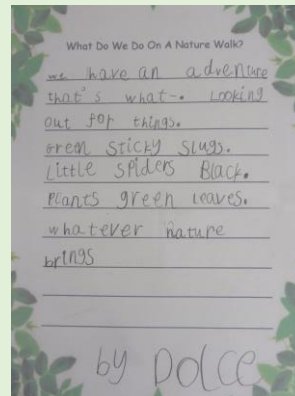 What Do We Do On A Nature Walk?
we have an adventure
that's what-. Looking
out for things.
Green sticky slugs.
Little spiders Black.
Plants green leaves.
whatever nature
brings
by Dolce